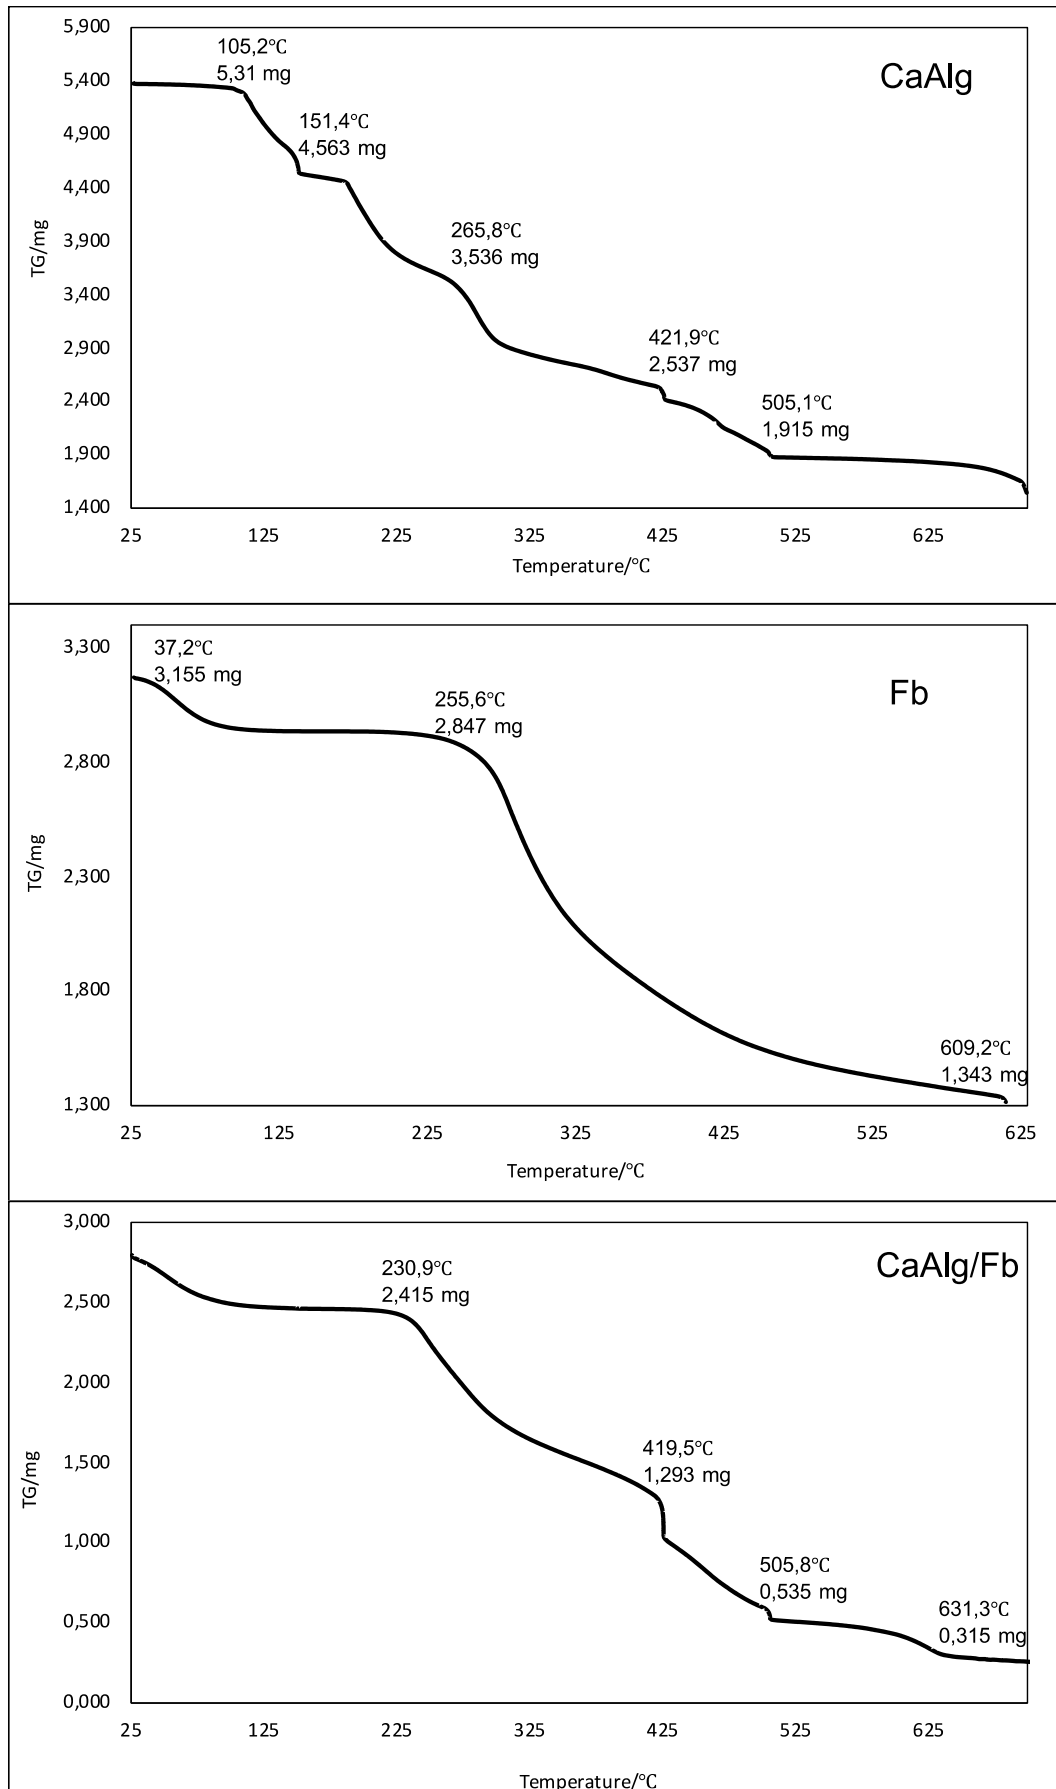 5,900
5,400
4,900
4,400
3,900
3,400
2,900
2,400
1,900
1,400
TG/mg
105,2℃
5,31 mg
151,4℃
4,563 mg
265,8℃
3,536 mg
421,9℃
2,537 mg
505,1℃
1,915 mg
CaAlg
25 125 225 325 425 525 625
Temperature/℃
3,300
2,800
2,300
1,800
1,300
TG/mg
37,2℃
3,155 mg
255,6℃
2,847 mg
609,2℃
1,343 mg
Fb
25 125 225 325 425 525 625
Temperature/℃
3,000
2,500
2,000
1,500
1,000
0,500
0,000
TG/mg
230,9℃
2,415 mg
419,5℃
1,293 mg
505,8℃
0,535 mg
631,3℃
0,315 mg
CaAlg/Fb
25 125 225 325 425 525 625
Temperature/℃